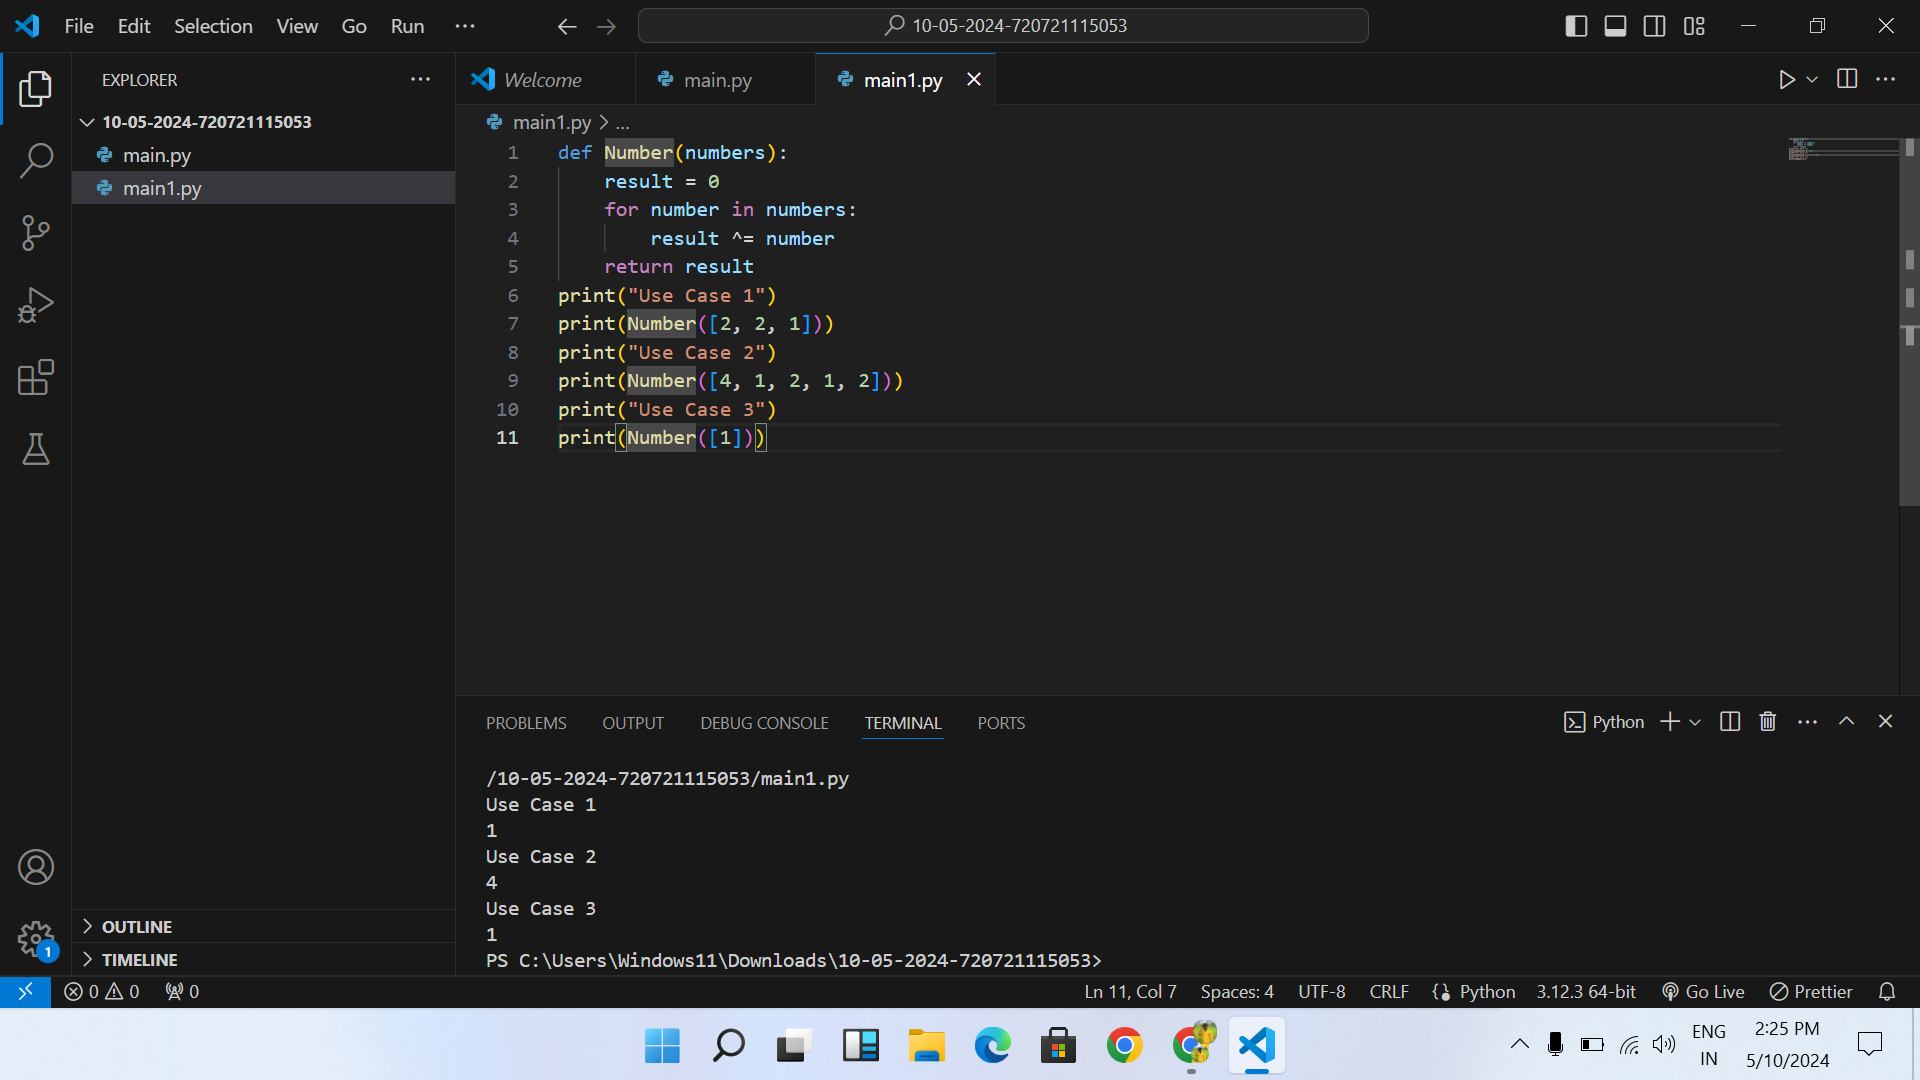 File Edit Selection View Go Run
10-05-2024-720721115053
EXPLORER
10-05-2024-720721115053
main.py
main1.py
OUTLINE
TIMELINE
Welcome main.py main1.py
main1.py > ...
1 def Number(numbers):
2     result = 0
3     for number in numbers:
4         result ^= number
5     return result
6 print("Use Case 1")
7 print(Number([2, 2, 1]))
8 print("Use Case 2")
9 print(Number([4, 1, 2, 1, 2]))
10 print("Use Case 3")
11 print(Number([1]))
PROBLEMS OUTPUT DEBUG CONSOLE TERMINAL PORTS
Python
/10-05-2024-720721115053/main1.py
Use Case 1
1
Use Case 2
4
Use Case 3
1
PS C:\Users\Windows11\Downloads\10-05-2024-720721115053>
1
0 0 0 Ln 11, Col 7 Spaces: 4 UTF-8 CRLF Python 3.12.3 64-bit Go Live Prettier
ENG
IN
2:25 PM
5/10/2024